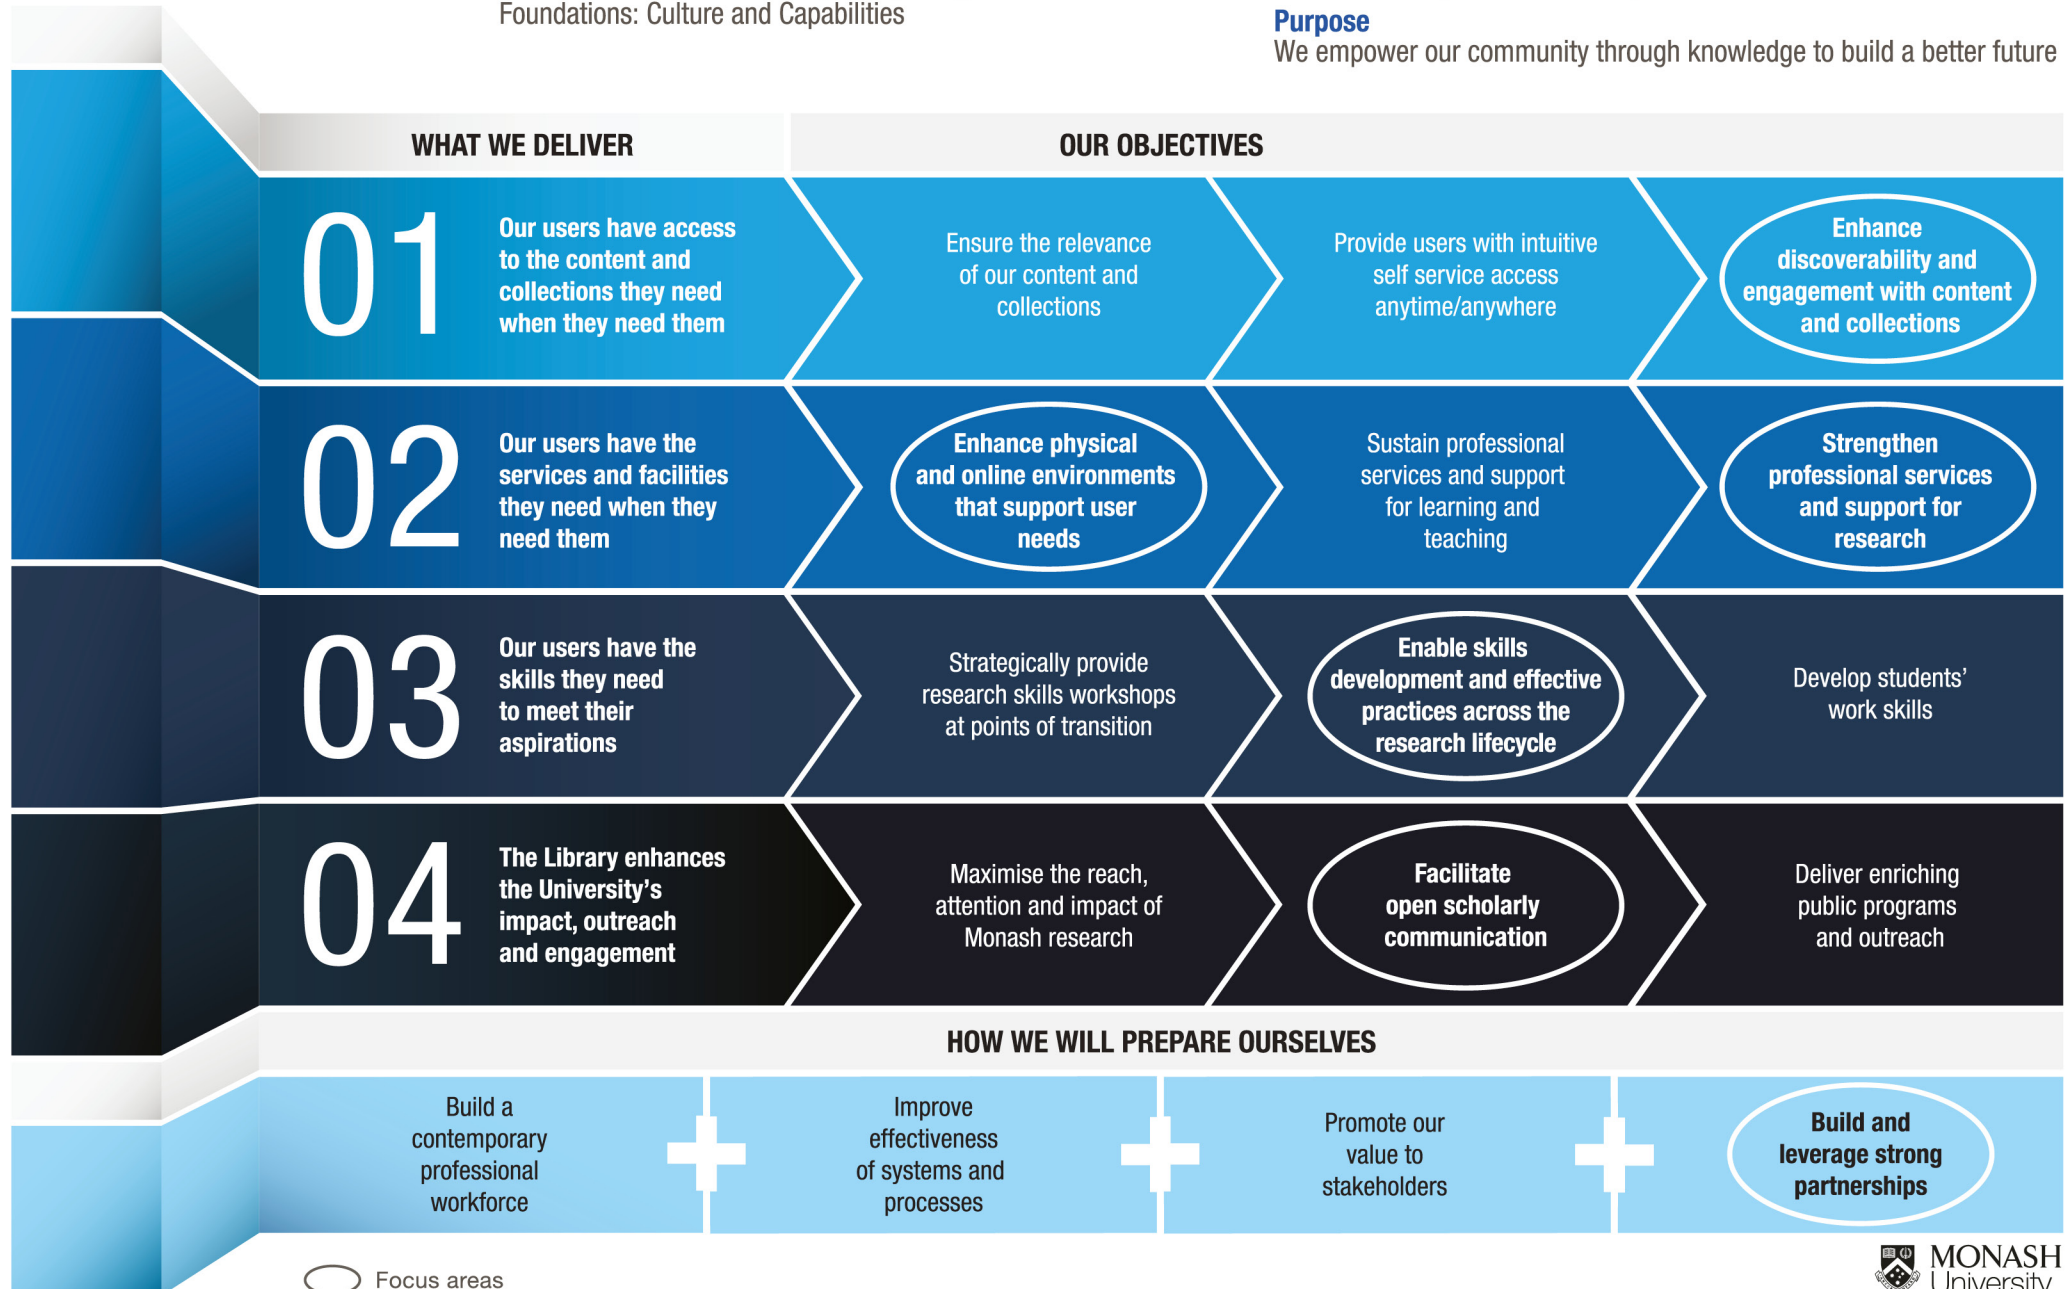 Foundations: Culture and Capabilities
Purpose
We empower our community through knowledge to build a better future
WHAT WE DELIVER
OUR OBJECTIVES
01
Our users have access
to the content and
collections they need
when they need them
Ensure the relevance
of our content and
collections
Provide users with intuitive
self service access
anytime/anywhere
Enhance
discoverability and
engagement with content
and collections
02
Our users have the
services and facilities
they need when they
need them
Enhance physical
and online environments
that support user
needs
Sustain professional
services and support
for learning and
teaching
Strengthen
professional services
and support for
research
03
Our users have the
skills they need
to meet their
aspirations
Strategically provide
research skills workshops
at points of transition
Enable skills
development and effective
practices across the
research lifecycle
Develop students’
work skills
04
The Library enhances
the University’s
impact, outreach
and engagement
Maximise the reach,
attention and impact of
Monash research
Facilitate
open scholarly
communication
Deliver enriching
public programs
and outreach
HOW WE WILL PREPARE OURSELVES
Build a
contemporary
professional
workforce
Improve
effectiveness
of systems and
processes
Promote our
value to
stakeholders
Build and
leverage strong
partnerships
Focus areas
MONASH
University